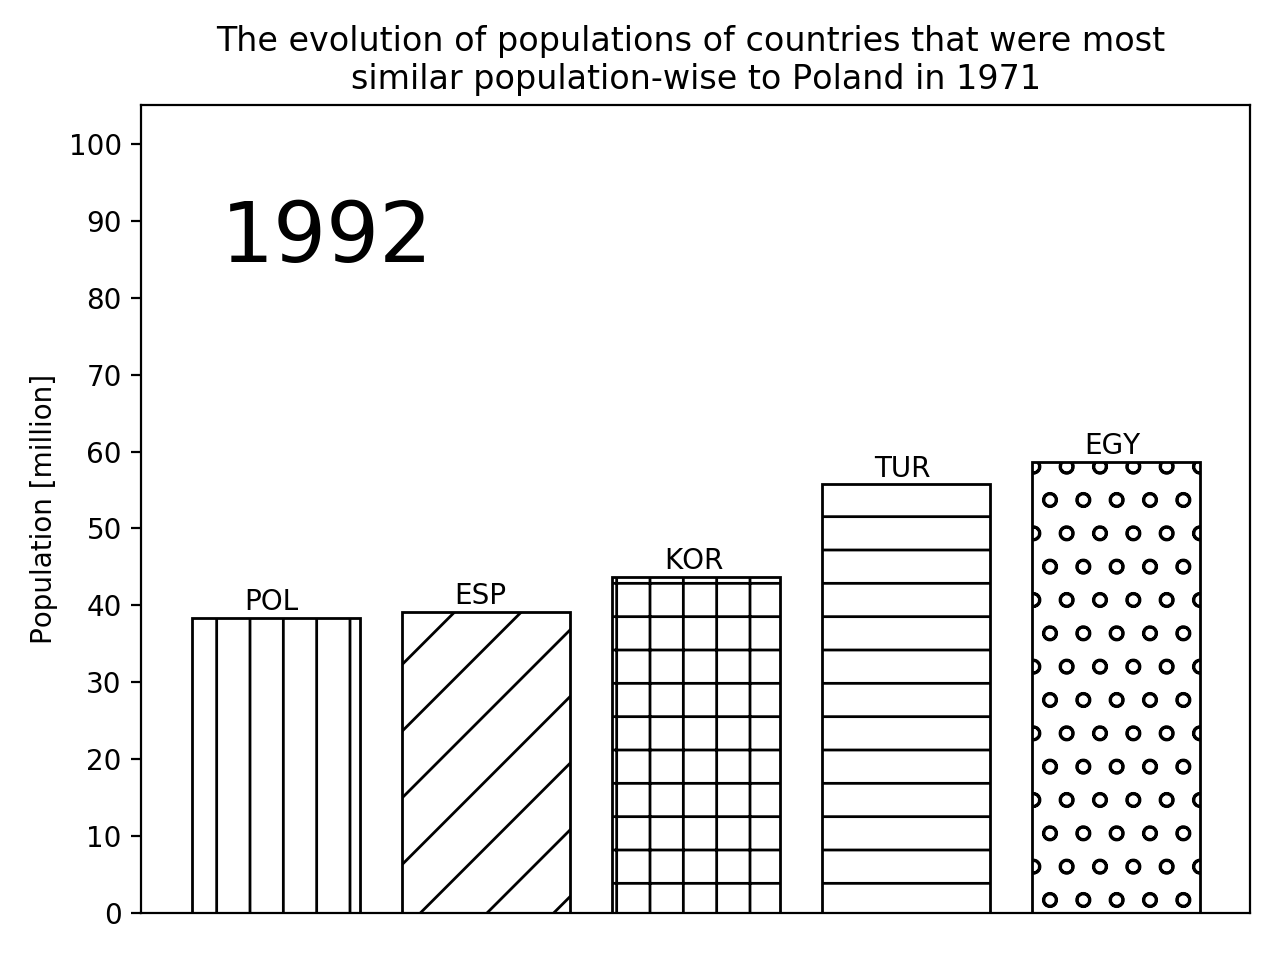 The evolution of populations of countries that were most
similar population-wise to Poland in 1971
1992
Population [million]
100
90
80
70
60
50
40
30
20
10
0
POL
ESP
KOR
TUR
EGY